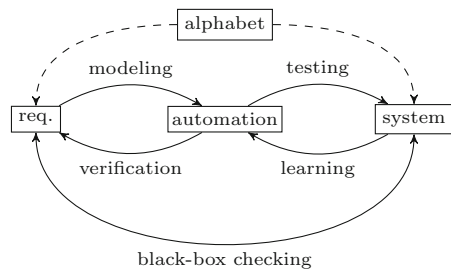 alphabet
modeling
testing
req.
automation
system
verification
learning
black-box checking